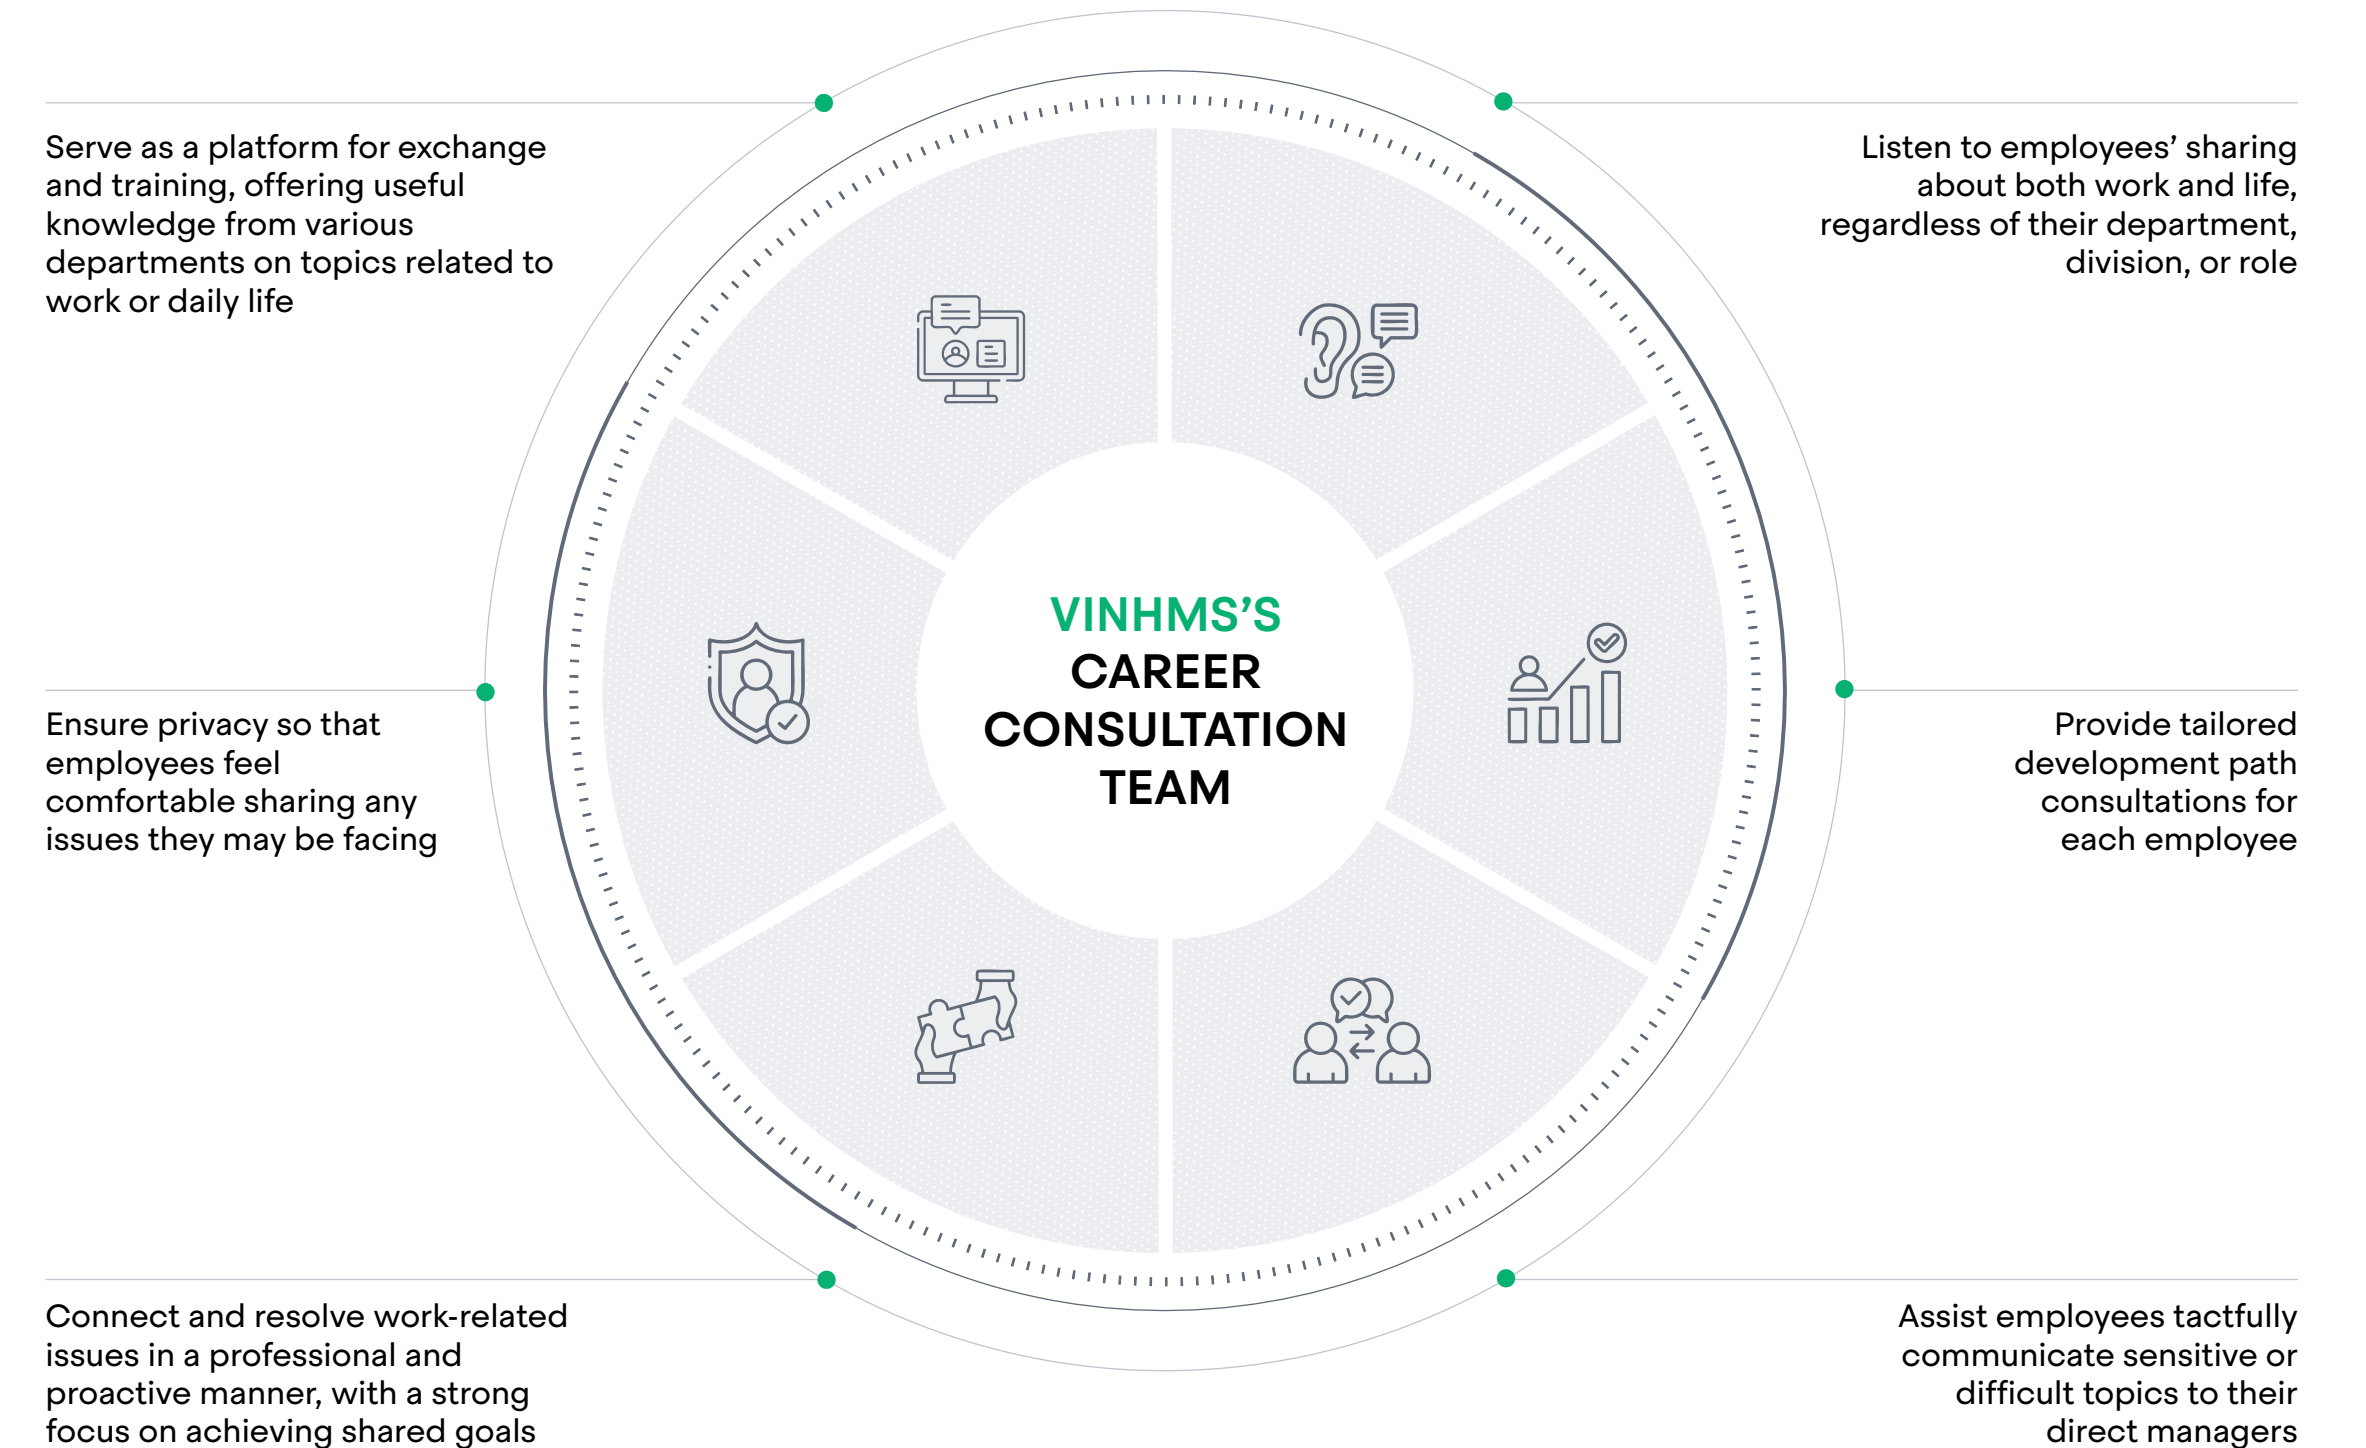 Serve as a platform for exchange
and training, offering useful
knowledge from various
departments on topics related to
work or daily life
Listen to employees’ sharing
about both work and life,
regardless of their department,
division, or role
VINHMS’S
CAREER
CONSULTATION
TEAM
Ensure privacy so that
employees feel
comfortable sharing any
issues they may be facing
Provide tailored
development path
consultations for
each employee
Connect and resolve work-related
issues in a professional and
proactive manner, with a strong
focus on achieving shared goals
Assist employees tactfully
communicate sensitive or
difficult topics to their
direct managers